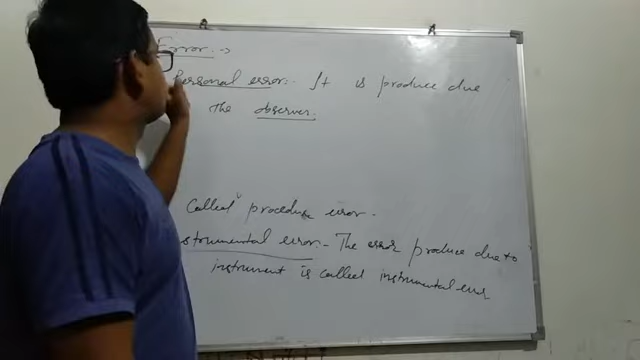 Error :->
Personal error:- It is produce due
the observer.
Called procedure error.
strumental error:- The error produce due to
instrument is called instrumental error